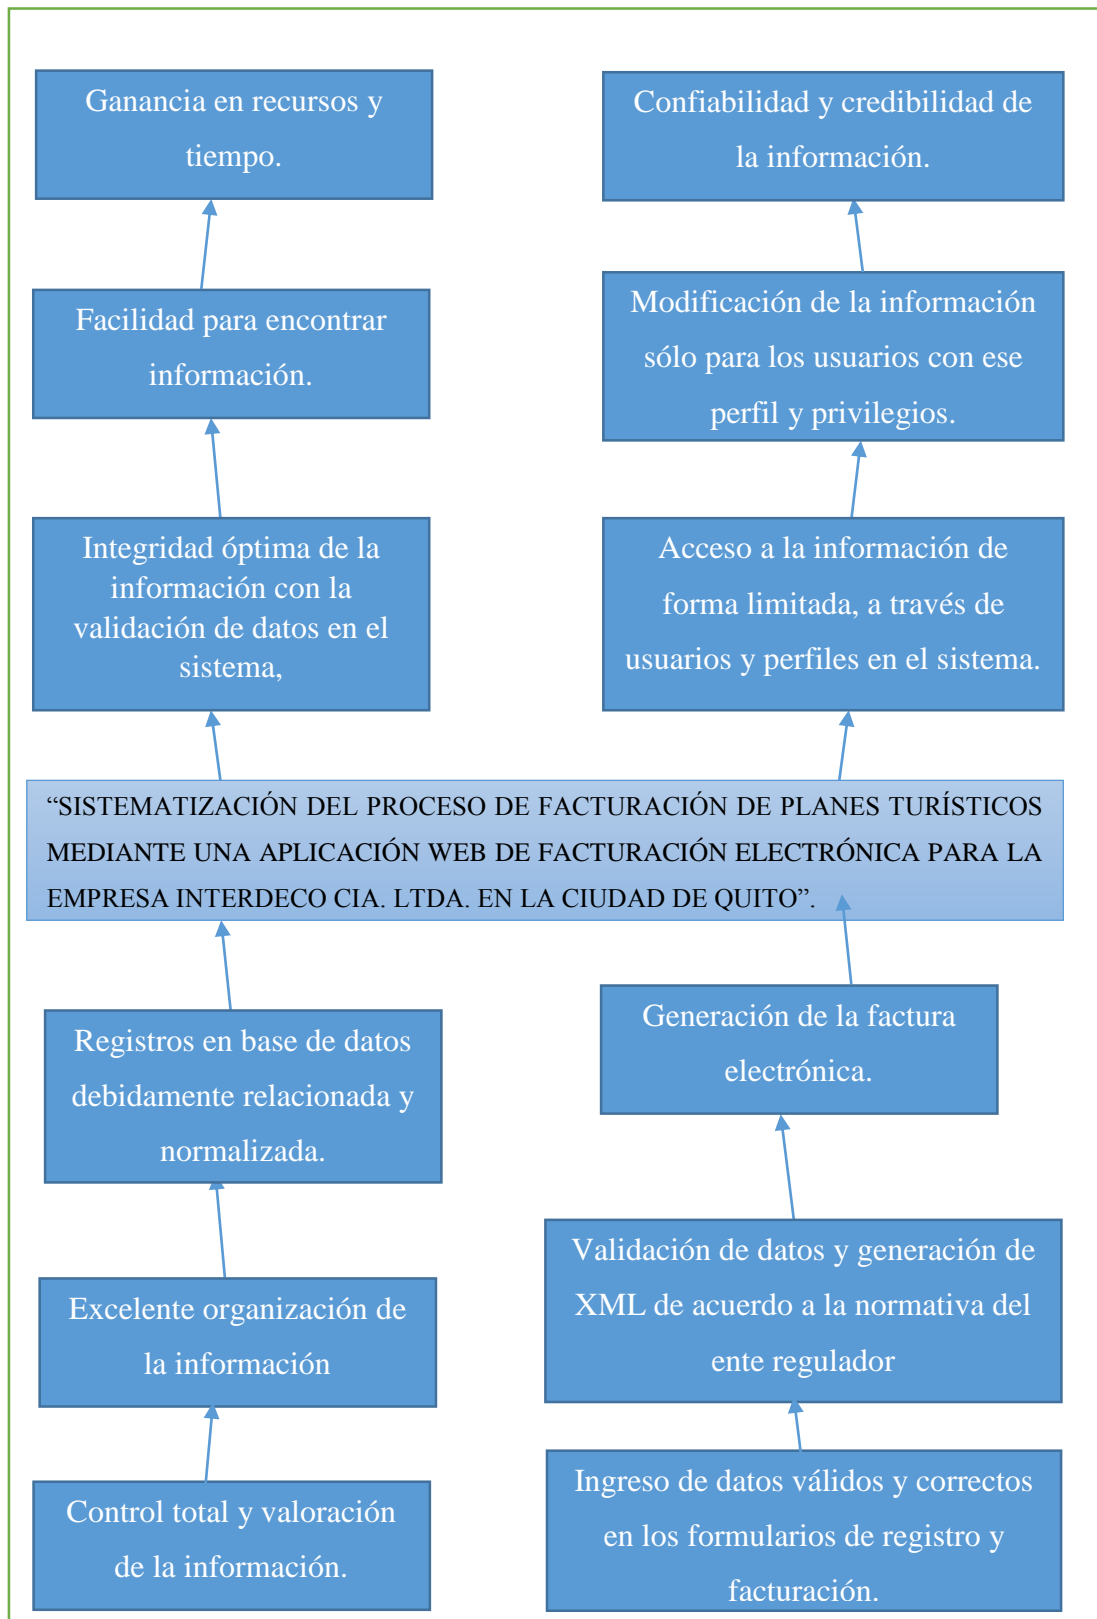 Ganancia en recursos y
tiempo.
Confiabilidad y credibilidad de
la información.
Facilidad para encontrar
información.
Modificación de la información
sólo para los usuarios con ese
perfil y privilegios.
Integridad óptima de la
información con la
validación de datos en el
sistema,
Acceso a la información de
forma limitada, a través de
usuarios y perfiles en el sistema.
“SISTEMATIZACIÓN DEL PROCESO DE FACTURACIÓN DE PLANES TURÍSTICOS
MEDIANTE UNA APLICACIÓN WEB DE FACTURACIÓN ELECTRÓNICA PARA LA
EMPRESA INTERDECO CIA. LTDA. EN LA CIUDAD DE QUITO”.
Registros en base de datos
debidamente relacionada y
normalizada.
Generación de la factura
electrónica.
Excelente organización de
la información
Validación de datos y generación de
XML de acuerdo a la normativa del
ente regulador
Control total y valoración
de la información.
Ingreso de datos válidos y correctos
en los formularios de registro y
facturación.